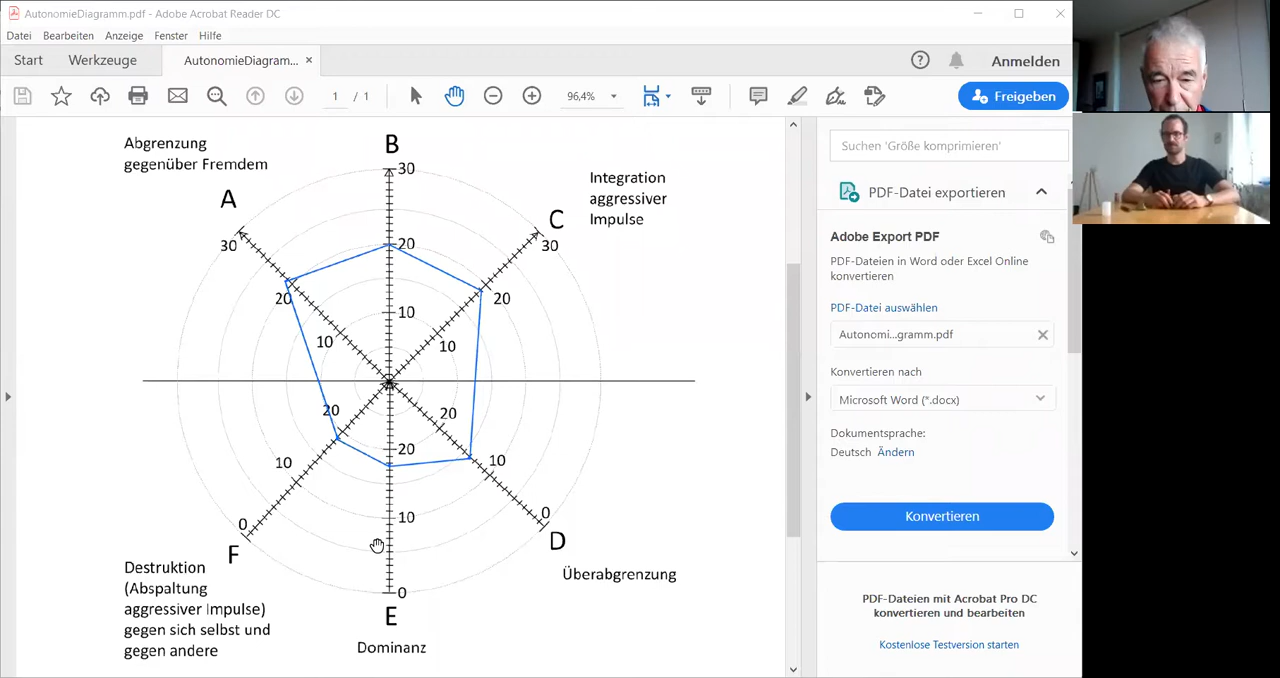 AutonomieDiagramm.pdf - Adobe Acrobat Reader DC
Datei Bearbeiten Anzeige Fenster Hilfe
Start Werkzeuge AutonomieDiagram... × Anmelden
1 / 1 96,4% Freigeben
Abgrenzung
gegenüber Fremdem
A
B
C
Integration
aggressiver
Impulse
30
30
30
20
20
20
10
10
10
20
20
20
10
10
10
0
0
0
F
D
E
Überabgrenzung
Destruktion
(Abspaltung
aggressiver Impulse)
gegen sich selbst und
gegen andere
Dominanz
Suchen 'Größe komprimieren'
PDF-Datei exportieren
Adobe Export PDF
PDF-Dateien in Word oder Excel Online
konvertieren
PDF-Datei auswählen
Autonomi...gramm.pdf
Konvertieren nach
Microsoft Word (*.docx)
Dokumentsprache:
Deutsch Ändern
Konvertieren
PDF-Dateien mit Acrobat Pro DC
konvertieren und bearbeiten
Kostenlose Testversion starten